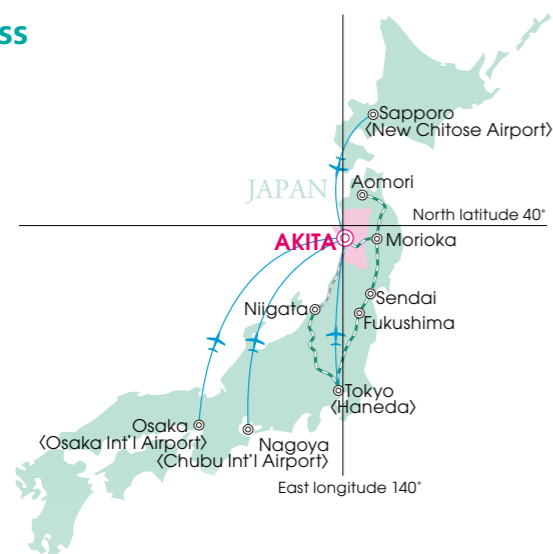 ss
Sapporo
〈New Chitose Airport〉
Aomori
JAPAN
North latitude 40°
AKITA
Morioka
Sendai
Niigata
Fukushima
Tokyo
〈Haneda〉
Osaka
〈Osaka Int'l Airport〉
Nagoya
〈Chubu Int'l Airport〉
East longitude 140°